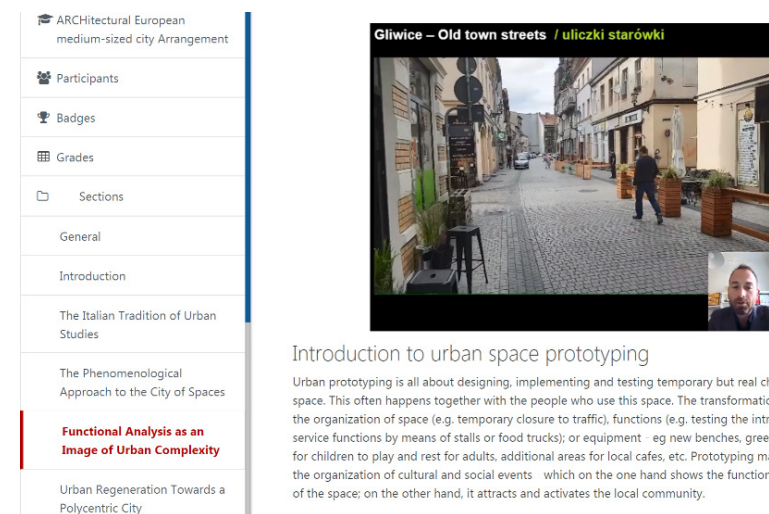 ARCHitectural European
medium-sized city Arrangement
Participants
Badges
Grades
Sections
General
Introduction
The Italian Tradition of Urban
Studies
The Phenomenological
Approach to the City of Spaces
Functional Analysis as an
Image of Urban Complexity
Urban Regeneration Towards a
Polycentric City
Gliwice – Old town streets / uliczki starówki
Introduction to urban space prototyping
Urban prototyping is all about designing, implementing and testing temporary but real
space. This often happens together with the people who use this space. The
the organization of space (e.g. temporary closure to traffic), functions (e.g. testing the
service functions by means of stalls or food trucks); or equipment - eg new benches,
for children to play and rest for adults, additional areas for local cafes, etc. Prototyping
the organization of cultural and social events which on the one hand shows the
of the space; on the other hand, it attracts and activates the local community.